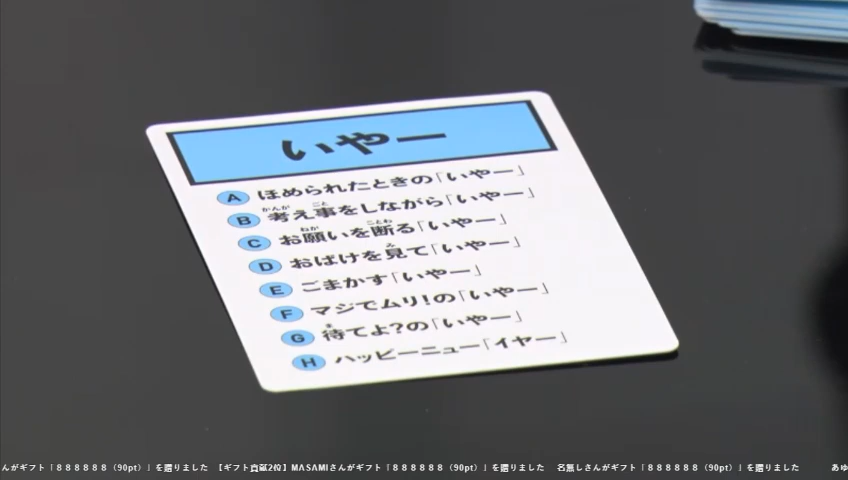 いやー
A ほめられたときの「いやー」
B 考え事をしながら「いやー」
C お願いを断る「いやー」
D おばけを見て「いやー」
E ごまかす「いやー」
F マジでムリ!の「いやー」
G 待てよ?の「いやー」
H ハッピーニュー「イヤー」
んがギフト「888888（90pt）」を贈りました 【ギフト貢献2位】MASAMIさんがギフト「888888（90pt）」を贈りました 名無しさんがギフト「888888（90pt）」を贈りました あゆ